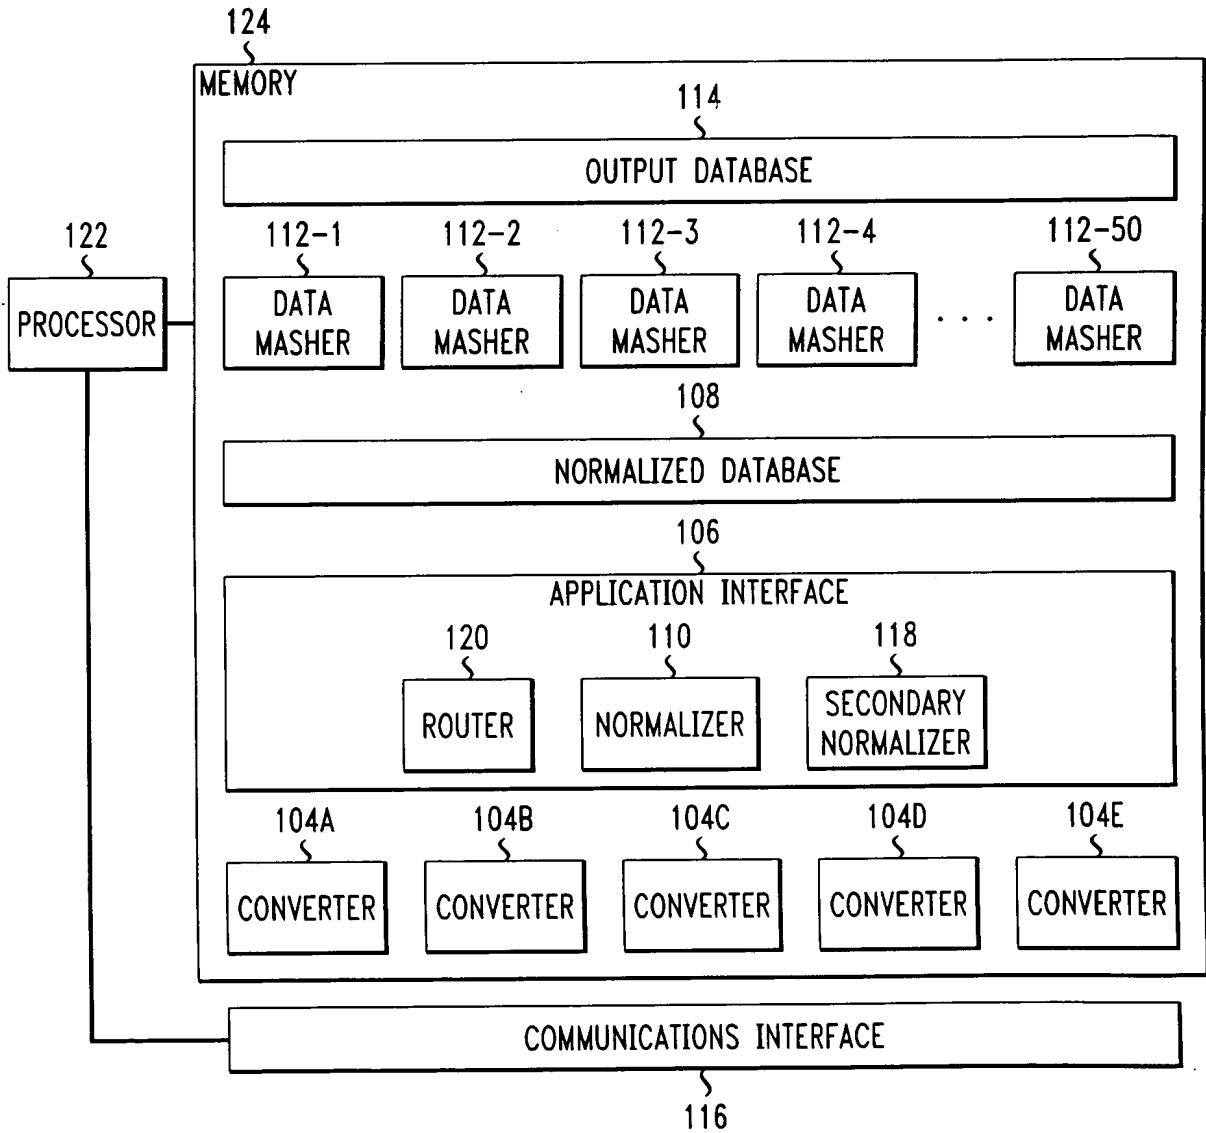 124
MEMORY
114
OUTPUT DATABASE
122
PROCESSOR
112-1 112-2 112-3 112-4 112-50
DATA MASHER
DATA MASHER
DATA MASHER
DATA MASHER
. . .
DATA MASHER
108
NORMALIZED DATABASE
106
APPLICATION INTERFACE
120 110 118
ROUTER
NORMALIZER
SECONDARY
NORMALIZER
104A 104B 104C 104D 104E
CONVERTER CONVERTER CONVERTER CONVERTER CONVERTER
COMMUNICATIONS INTERFACE
116